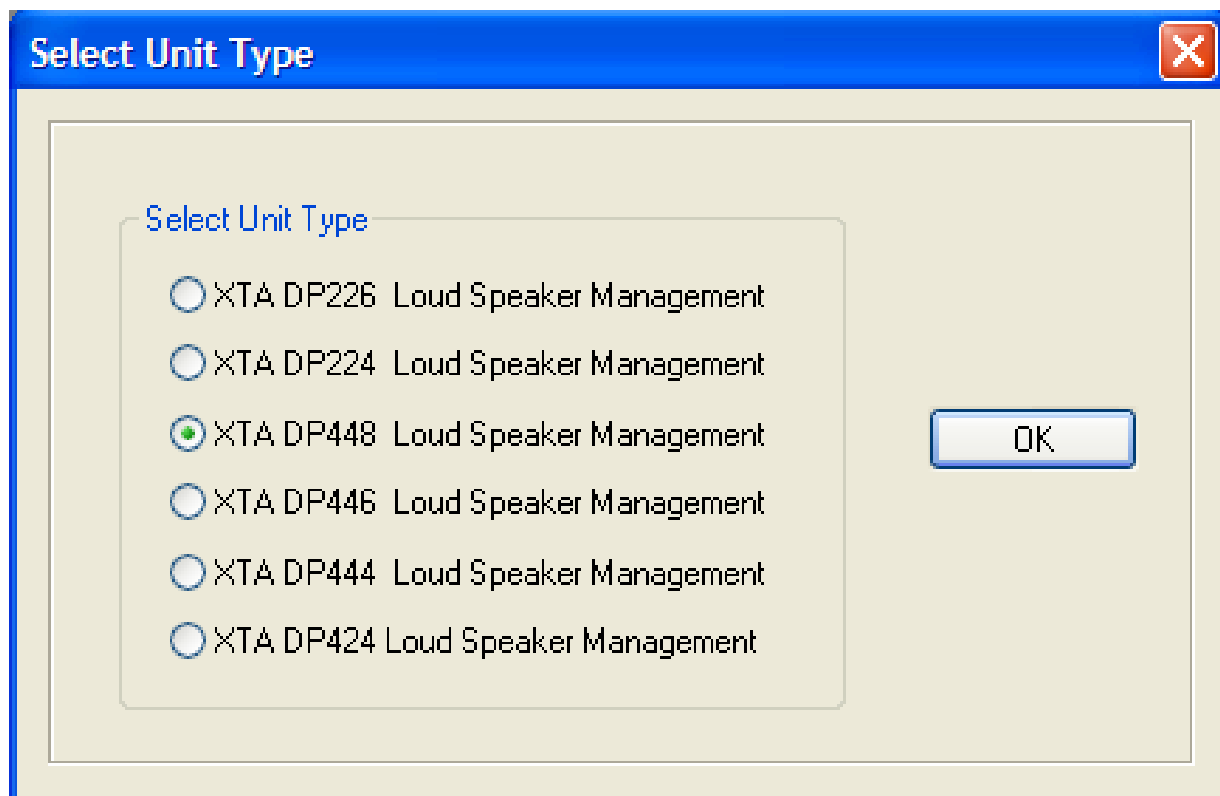 Select Unit Type
Select Unit Type
XTA DP226  Loud Speaker Management
XTA DP224  Loud Speaker Management
XTA DP448  Loud Speaker Management
OK
XTA DP446  Loud Speaker Management
XTA DP444  Loud Speaker Management
XTA DP424 Loud Speaker Management